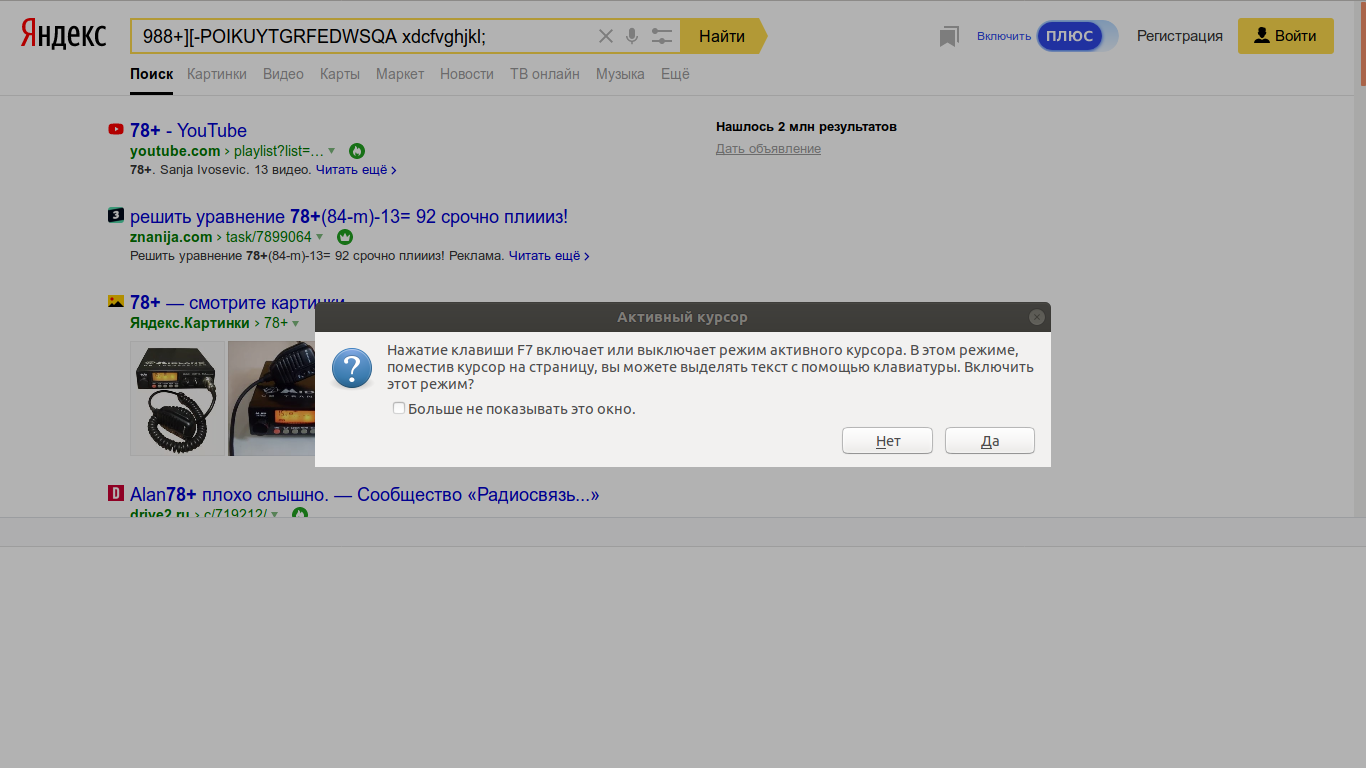 Яндекс
988+][-POIKUYTGRFEDWSQA xdcfvghjkl;
Найти
Включить ПЛЮС
Регистрация
Войти
Поиск Картинки Видео Карты Маркет Новости ТВ онлайн Музыка Ещё
78+ - YouTube
youtube.com › playlist?list=…
78+. Sanja Ivosevic. 13 видео. Читать ещё ›
Нашлось 2 млн результатов
Дать объявление
решить уравнение 78+(84-m)-13= 92 срочно плиииз!
znanija.com › task/7899064
Решить уравнение 78+(84-m)-13= 92 срочно плиииз! Реклама. Читать ещё ›
78+ — смотрите картинки
Яндекс.Картинки › 78+
Активный курсор
Нажатие клавиши F7 включает или выключает режим активного курсора. В этом режиме,
поместив курсор на страницу, вы можете выделять текст с помощью клавиатуры. Включить
этот режим?
Больше не показывать это окно.
Нет
Да
Alan78+ плохо слышно. — Сообщество «Радиосвязь...»
drive2.ru › c/719212/